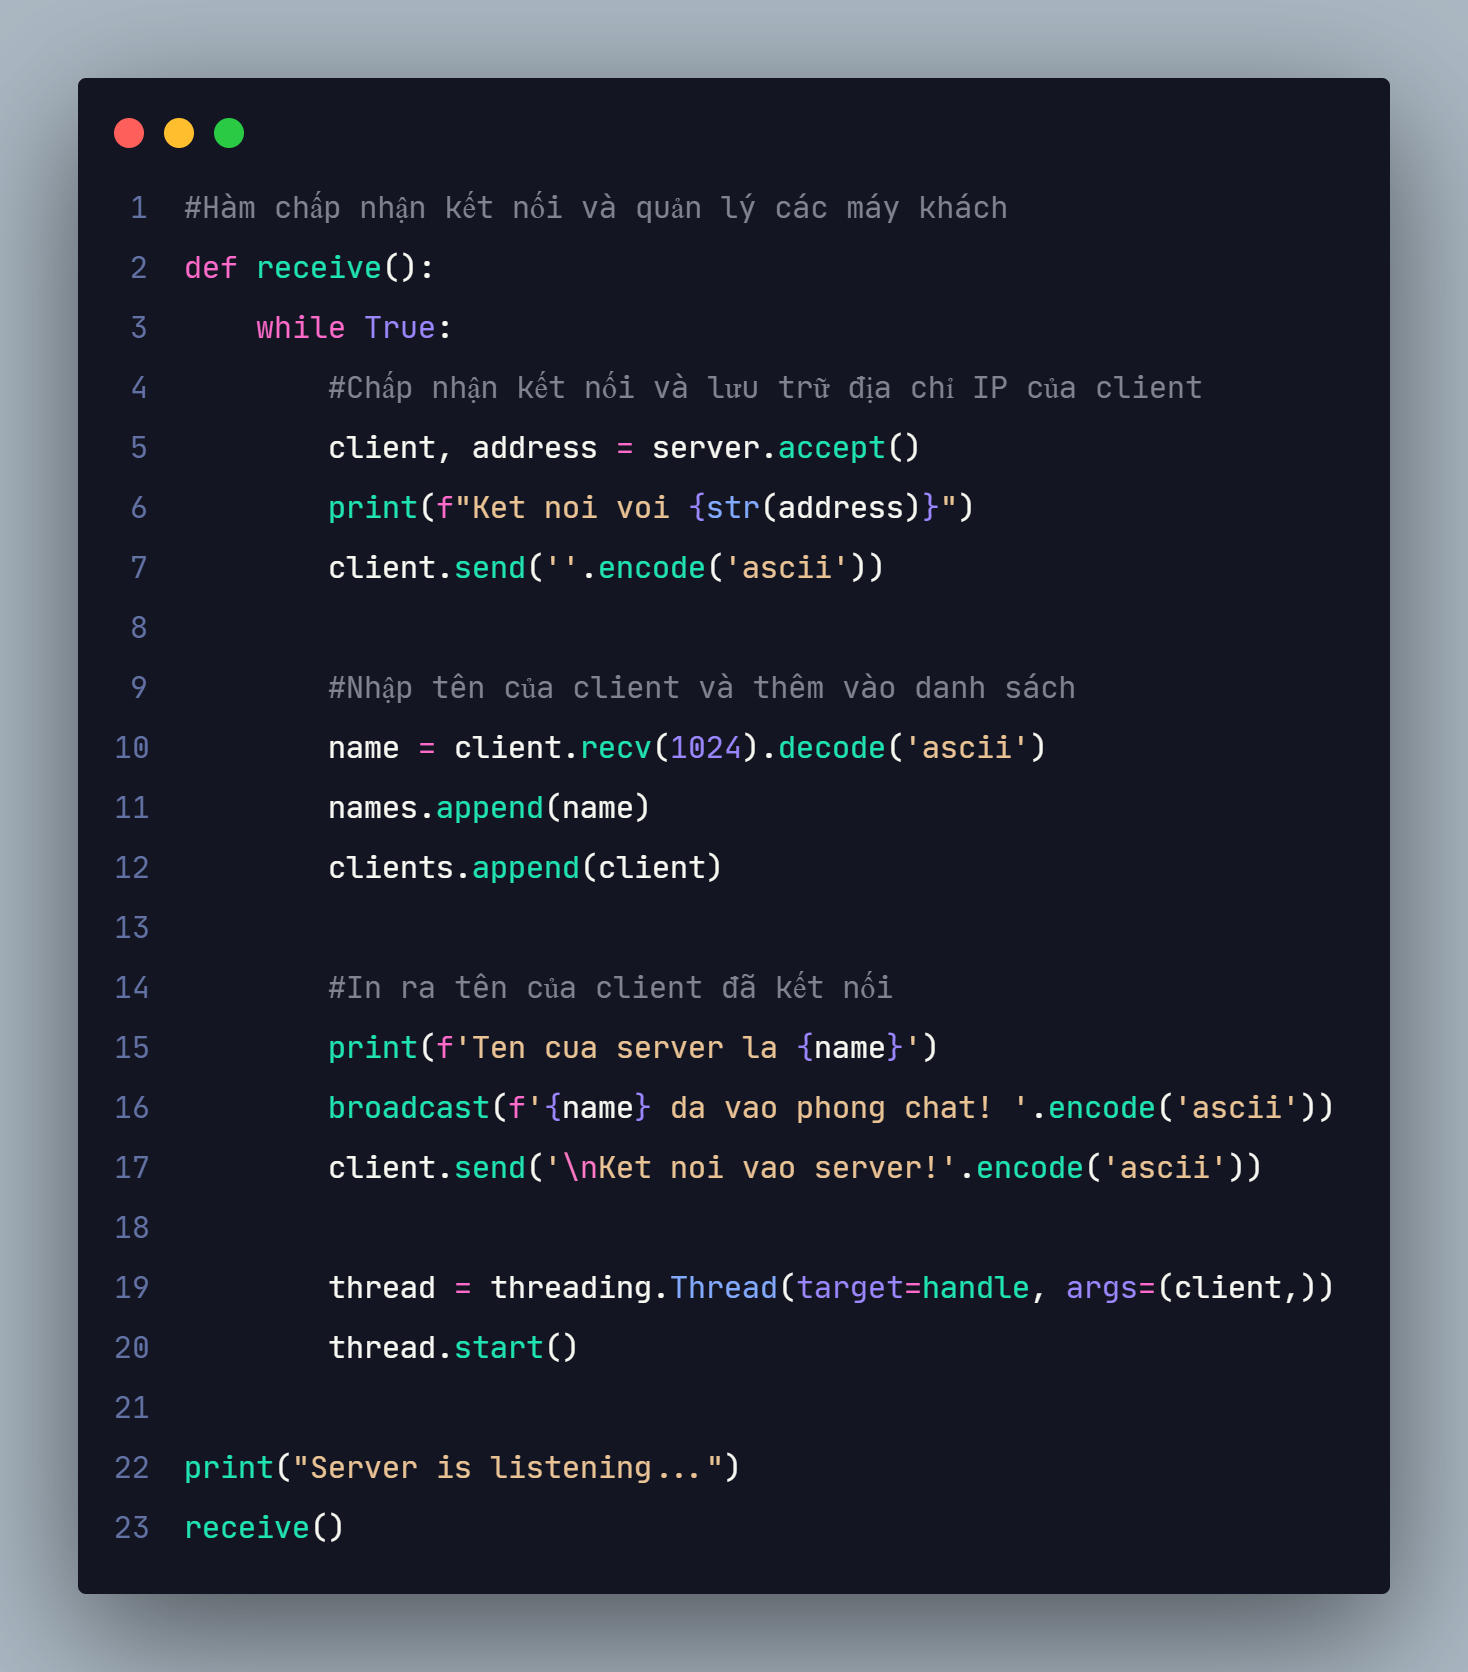 1 #Hàm chấp nhận kết nối và quản lý các máy khách
2 def receive():
3     while True:
4         #Chấp nhận kết nối và lưu trữ địa chỉ IP của client
5         client, address = server.accept()
6         print(f"Ket noi voi {str(address)}")
7         client.send(''.encode('ascii'))
8
9         #Nhập tên của client và thêm vào danh sách
10         name = client.recv(1024).decode('ascii')
11         names.append(name)
12         clients.append(client)
13
14         #In ra tên của client đã kết nối
15         print(f'Ten cua server la {name}')
16         broadcast(f'{name} da vao phong chat! '.encode('ascii'))
17         client.send('\nKet noi vao server!'.encode('ascii'))
18
19         thread = threading.Thread(target=handle, args=(client,))
20         thread.start()
21
22 print("Server is listening...")
23 receive()